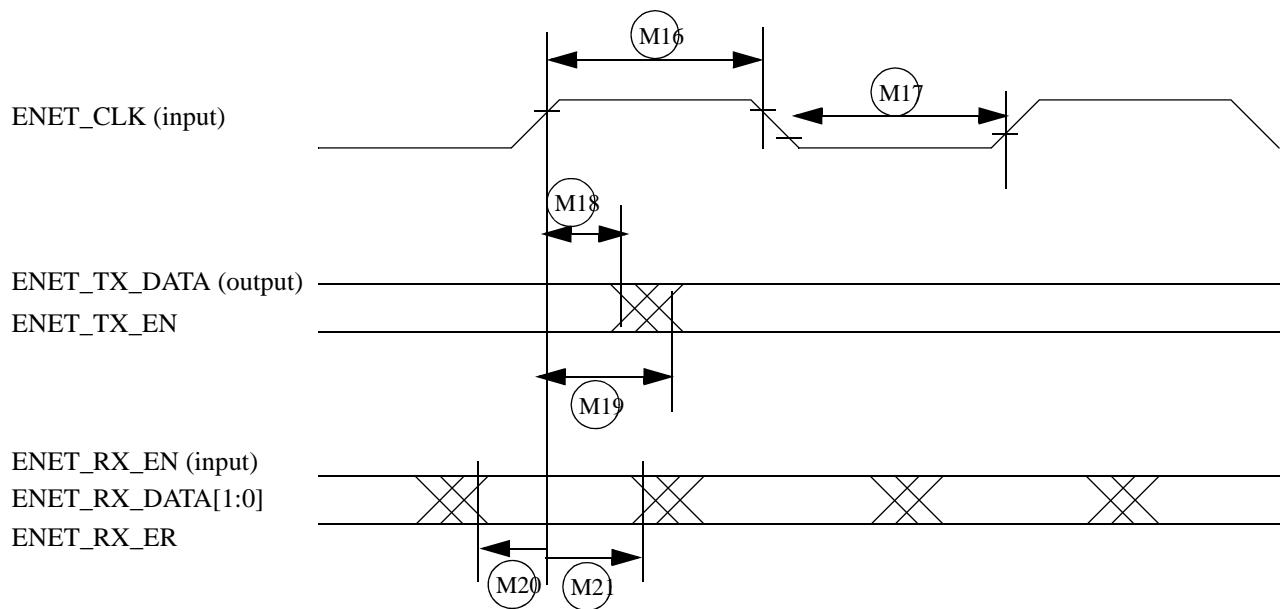 M16
ENET_CLK (input)
M17
M18
ENET_TX_DATA (output)
ENET_TX_EN
M19
ENET_RX_EN (input)
ENET_RX_DATA[1:0]
ENET_RX_ER
M20
M21